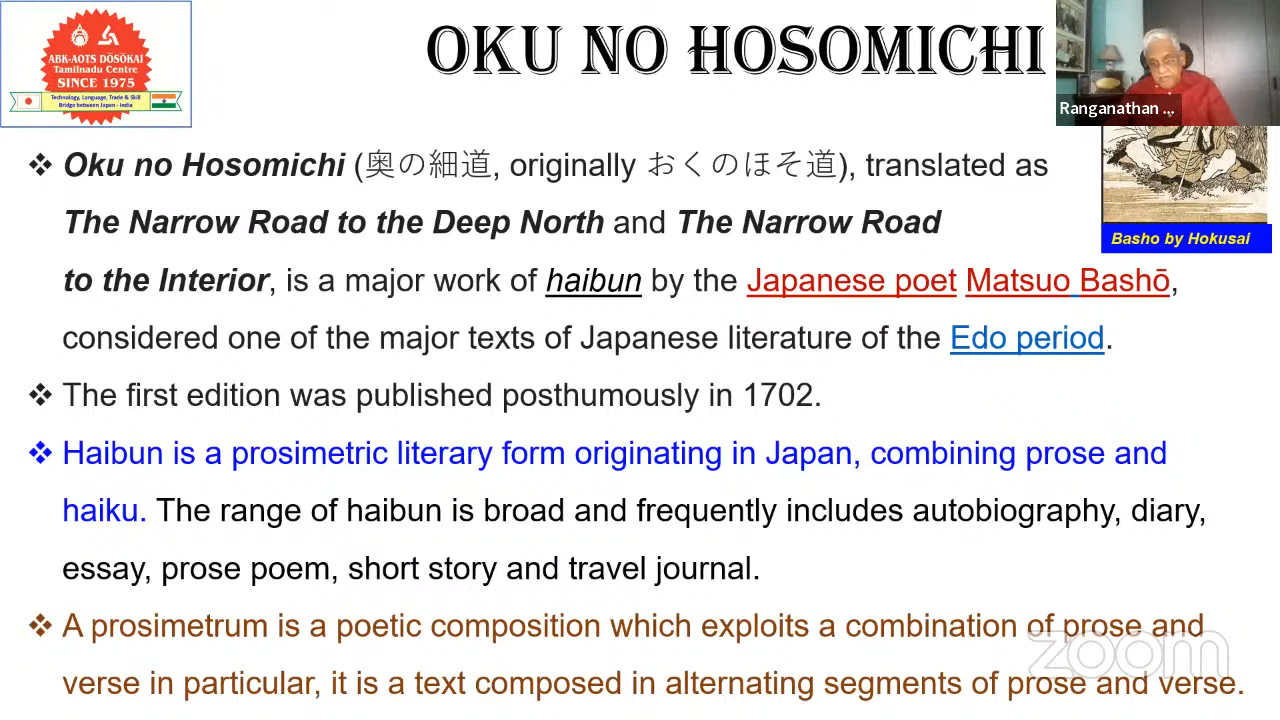 OKU NO HOSOMICHI
ABK-AOTS DŌSŌKAI
Tamilnadu Centre
SINCE 1975
Technology, Language, Trade & Skill
Bridge between Japan - India
Ranganathan ...
Basho by Hokusai
❖ Oku no Hosomichi (奥の細道, originally おくのほそ道), translated as
The Narrow Road to the Deep North and The Narrow Road
to the Interior, is a major work of haibun by the Japanese poet Matsuo Bashō,
considered one of the major texts of Japanese literature of the Edo period.
❖ The first edition was published posthumously in 1702.
❖ Haibun is a prosimetric literary form originating in Japan, combining prose and
haiku. The range of haibun is broad and frequently includes autobiography, diary,
essay, prose poem, short story and travel journal.
❖ A prosimetrum is a poetic composition which exploits a combination of prose and
verse in particular, it is a text composed in alternating segments of prose and verse.
zoom